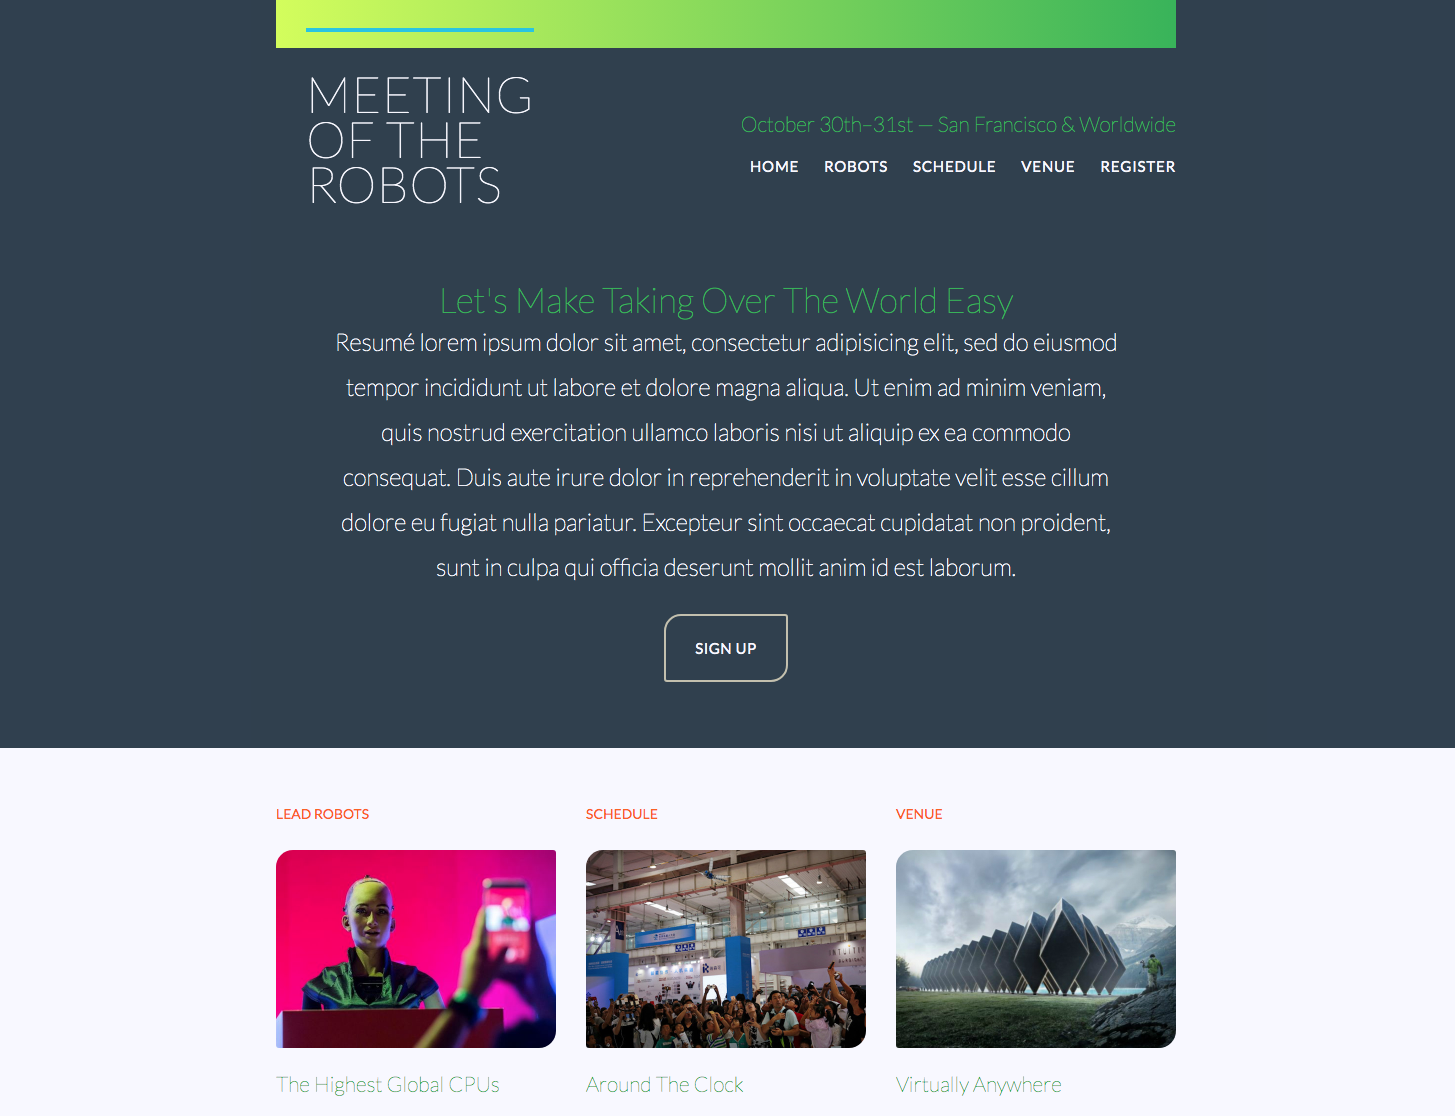 MEETING
OF THE
ROBOTS
October 30th–31st — San Francisco & Worldwide
HOME ROBOTS SCHEDULE VENUE REGISTER
Let's Make Taking Over The World Easy
Resumé lorem ipsum dolor sit amet, consectetur adipisicing elit, sed do eiusmod
tempor incididunt ut labore et dolore magna aliqua. Ut enim ad minim veniam,
quis nostrud exercitation ullamco laboris nisi ut aliquip ex ea commodo
consequat. Duis aute irure dolor in reprehenderit in voluptate velit esse cillum
dolore eu fugiat nulla pariatur. Excepteur sint occaecat cupidatat non proident,
sunt in culpa qui officia deserunt mollit anim id est laborum.
SIGN UP
LEAD ROBOTS
SCHEDULE
VENUE
The Highest Global CPUs
Around The Clock
Virtually Anywhere